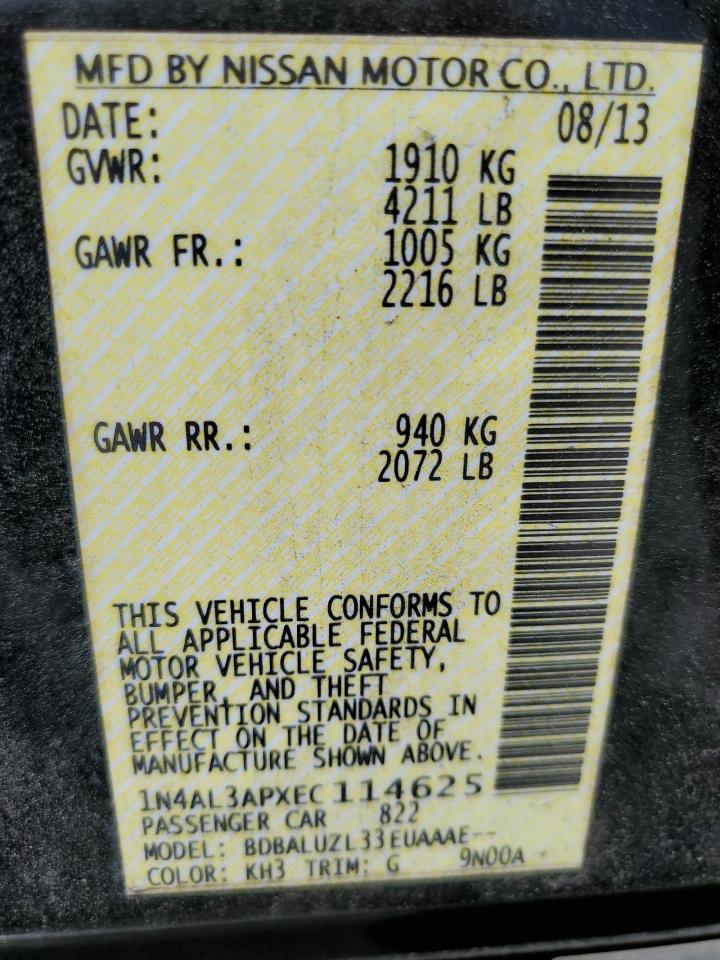 MFD BY NISSAN MOTOR CO., LTD.
DATE: 08/13
GVWR: 1910 KG
4211 LB
GAWR FR.: 1005 KG
2216 LB
GAWR RR.: 940 KG
2072 LB
THIS VEHICLE CONFORMS TO
ALL APPLICABLE FEDERAL
MOTOR VEHICLE SAFETY,
BUMPER, AND THEFT
PREVENTION STANDARDS IN
EFFECT ON THE DATE OF
MANUFACTURE SHOWN ABOVE.
1N4AL3APXEC 114625
PASSENGER CAR 822
MODEL: BDBALUZL33EUAAAE--
COLOR: KH3 TRIM: G 9N00A -